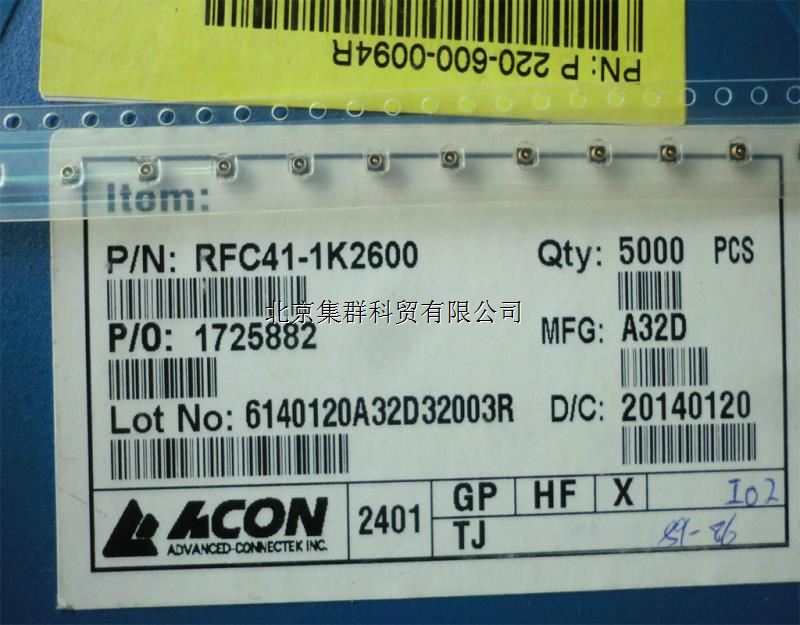 PN: P 220-600-0094R
Item:
P/N: RFC41-1K2600 Qty: 5000 PCS
北京集群科贸有限公司
P/O: 1725882 MFG: A32D
Lot No: 6140120A32D32003R D/C: 20140120
ACON 2401 GP HF X I02
ADVANCED-CONNECTEK INC. TJ